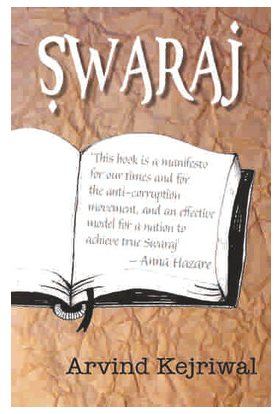 SWARAJ
'This book is a manifesto
for our times and for
the anti-corruption
movement, and an effective
model for a nation to
achieve true Swaraj'
– Anna Hazare
Arvind Kejriwal